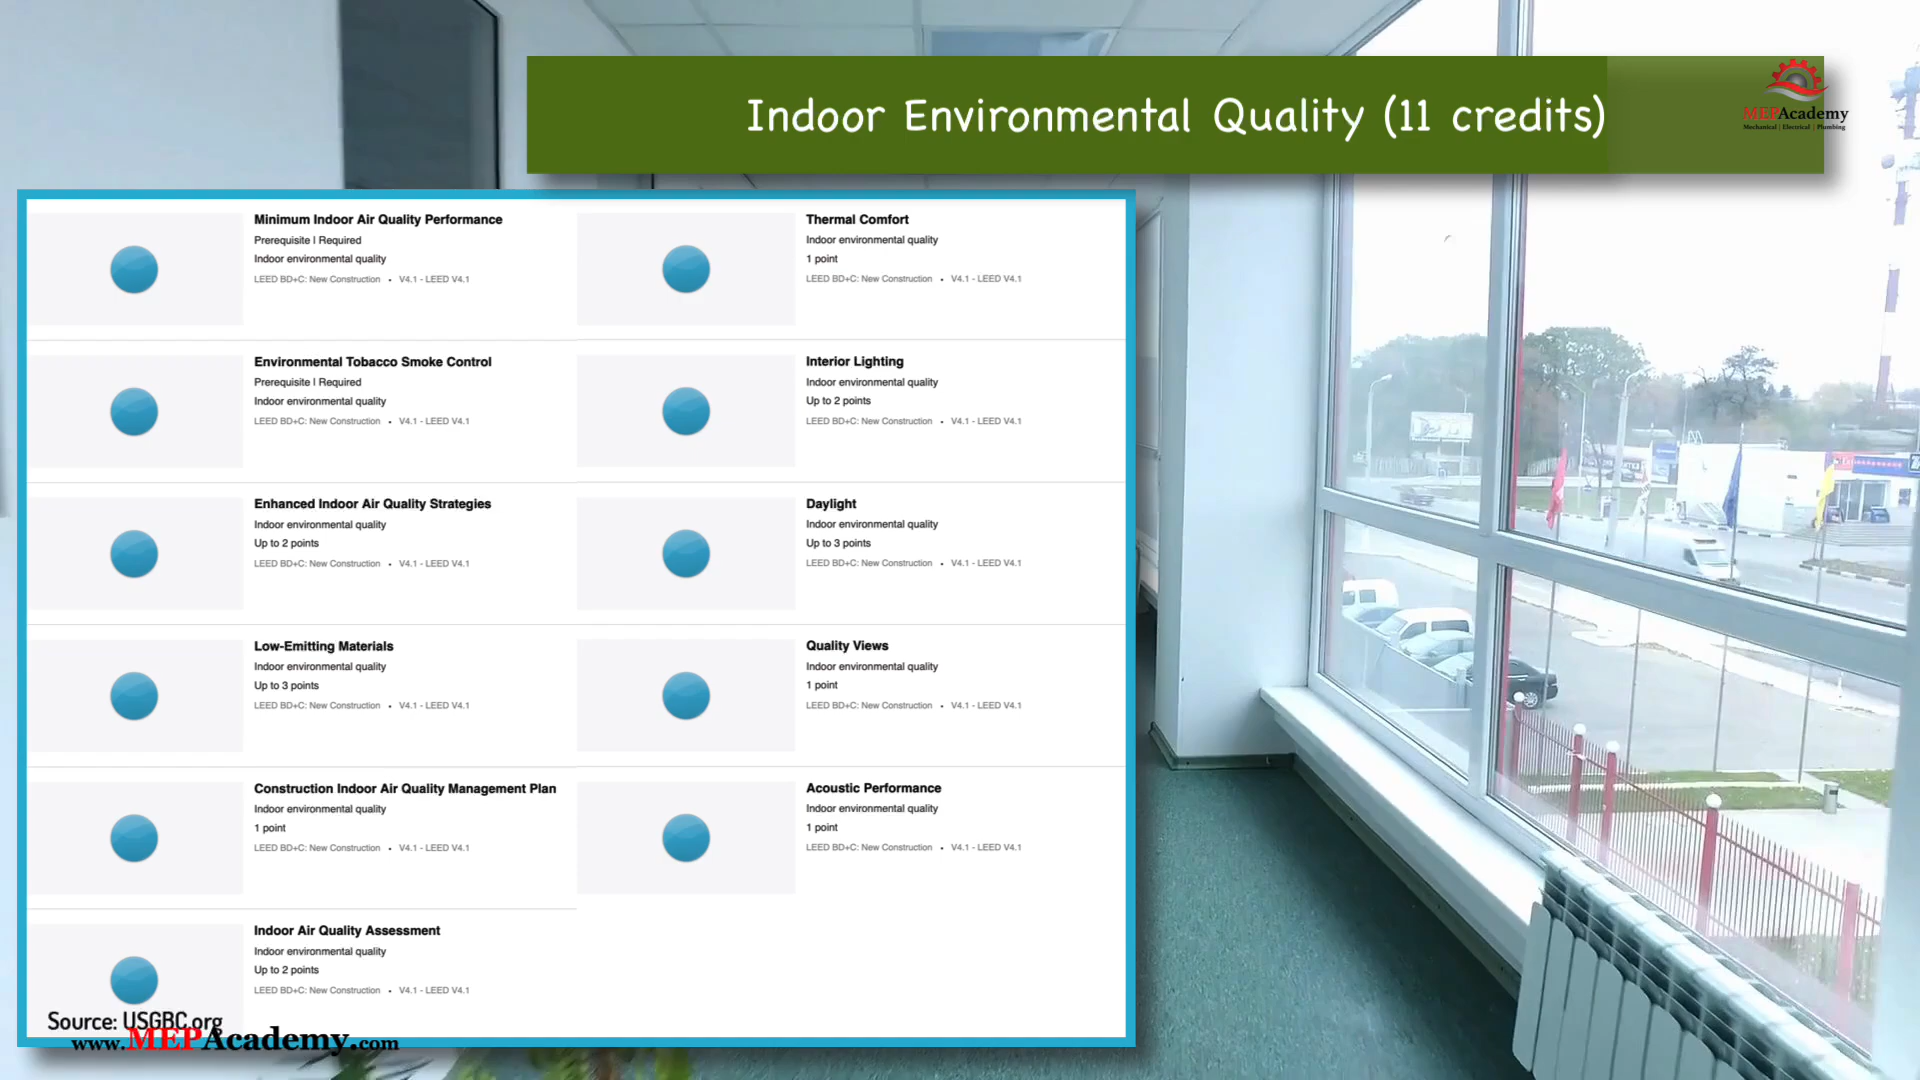 Indoor Environmental Quality (11 credits)
MEPAcademy
Mechanical | Electrical | Plumbing
Minimum Indoor Air Quality Performance
Prerequisite | Required
Indoor environmental quality
LEED BD+C: New Construction • V4.1 - LEED V4.1
Environmental Tobacco Smoke Control
Prerequisite | Required
Indoor environmental quality
LEED BD+C: New Construction • V4.1 - LEED V4.1
Enhanced Indoor Air Quality Strategies
Indoor environmental quality
Up to 2 points
LEED BD+C: New Construction • V4.1 - LEED V4.1
Low-Emitting Materials
Indoor environmental quality
Up to 3 points
LEED BD+C: New Construction • V4.1 - LEED V4.1
Construction Indoor Air Quality Management Plan
Indoor environmental quality
1 point
LEED BD+C: New Construction • V4.1 - LEED V4.1
Indoor Air Quality Assessment
Indoor environmental quality
Up to 2 points
LEED BD+C: New Construction • V4.1 - LEED V4.1
Thermal Comfort
Indoor environmental quality
1 point
LEED BD+C: New Construction • V4.1 - LEED V4.1
Interior Lighting
Indoor environmental quality
Up to 2 points
LEED BD+C: New Construction • V4.1 - LEED V4.1
Daylight
Indoor environmental quality
Up to 3 points
LEED BD+C: New Construction • V4.1 - LEED V4.1
Quality Views
Indoor environmental quality
1 point
LEED BD+C: New Construction • V4.1 - LEED V4.1
Acoustic Performance
Indoor environmental quality
1 point
LEED BD+C: New Construction • V4.1 - LEED V4.1
Source: USGBC.org
www.MEPAcademy.com